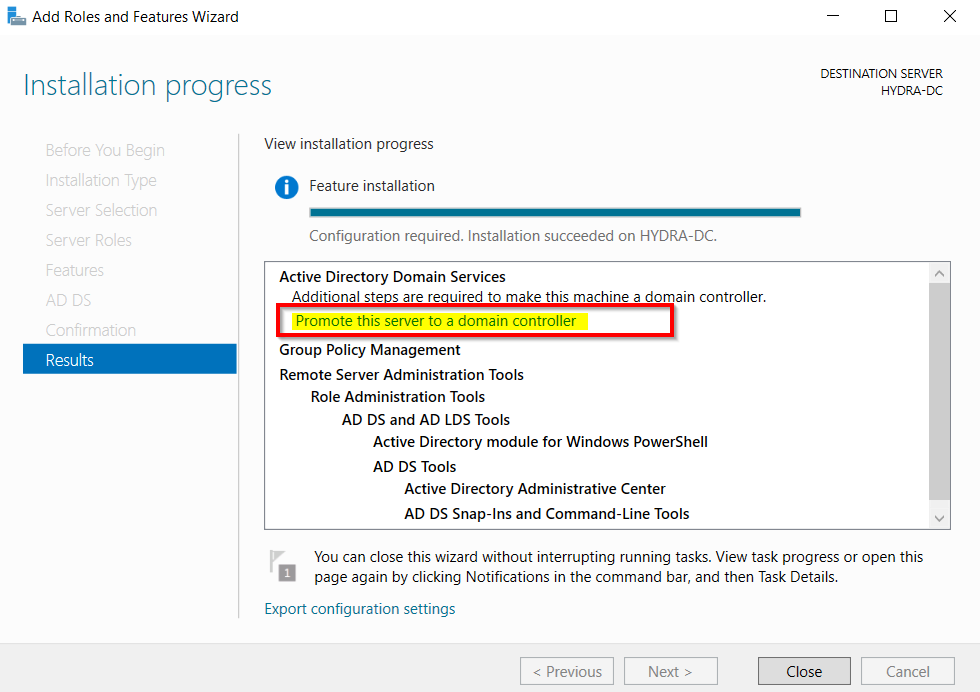 Add Roles and Features Wizard
Installation progress
DESTINATION SERVER
HYDRA-DC
Before You Begin
Installation Type
Server Selection
Server Roles
Features
AD DS
Confirmation
Results
View installation progress
Feature installation
Configuration required. Installation succeeded on HYDRA-DC.
Active Directory Domain Services
Additional steps are required to make this machine a domain controller.
Promote this server to a domain controller
Group Policy Management
Remote Server Administration Tools
Role Administration Tools
AD DS and AD LDS Tools
Active Directory module for Windows PowerShell
AD DS Tools
Active Directory Administrative Center
AD DS Snap-Ins and Command-Line Tools
1
You can close this wizard without interrupting running tasks. View task progress or open this
page again by clicking Notifications in the command bar, and then Task Details.
Export configuration settings
< Previous
Next >
Close
Cancel